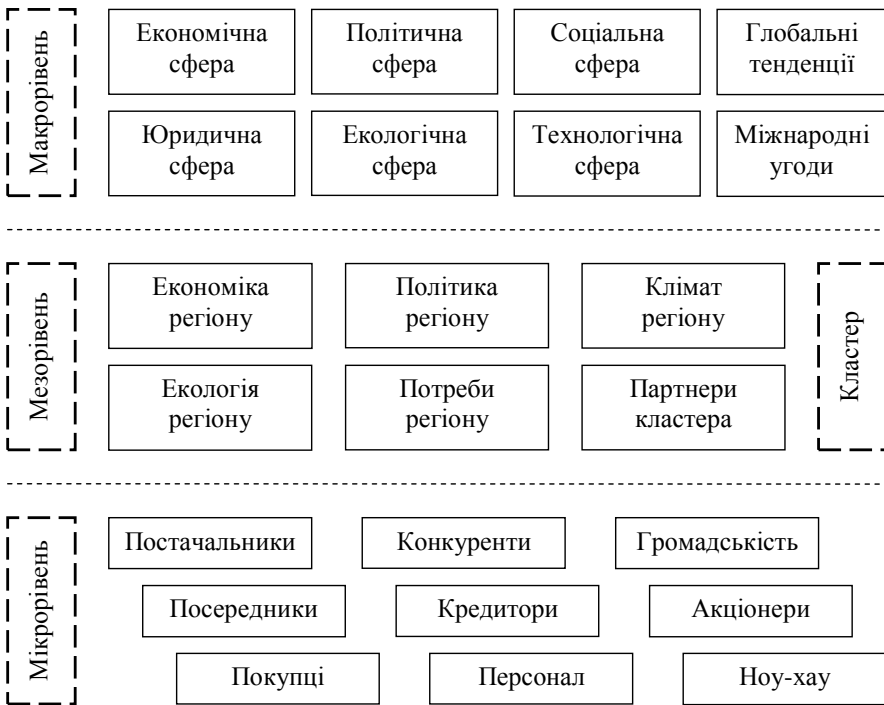 Макрорівень
Економічна
сфера
Політична
сфера
Соціальна
сфера
Глобальні
тенденції
Юридична
сфера
Екологічна
сфера
Технологічна
сфера
Міжнародні
угоди
Мезорівень
Економіка
регіону
Політика
регіону
Клімат
регіону
Екологія
регіону
Потреби
регіону
Партнери
кластера
Кластер
Мікрорівень
Постачальники
Конкуренти
Громадськість
Посередники
Кредитори
Акціонери
Покупці
Персонал
Ноу-хау